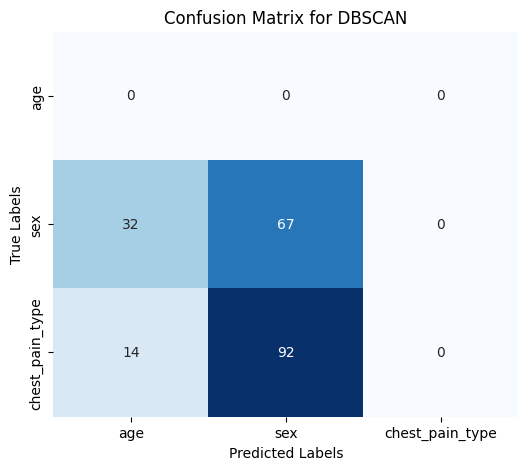 Confusion Matrix for DBSCAN
True Labels
age
0 0 0
sex
32 67 0
chest_pain_type
14 92 0
age sex chest_pain_type
Predicted Labels